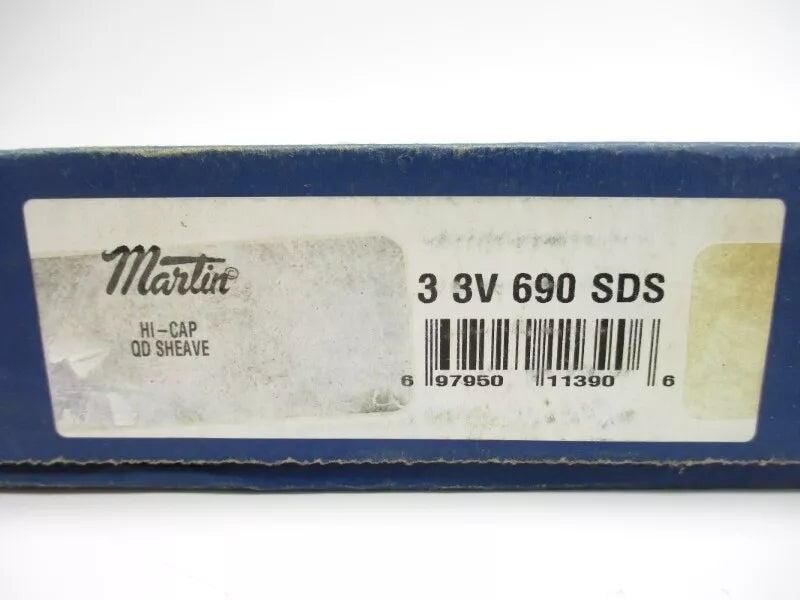 Martin
HI-CAP
QD SHEAVE
3 3V 690 SDS
6 97950 11390 6